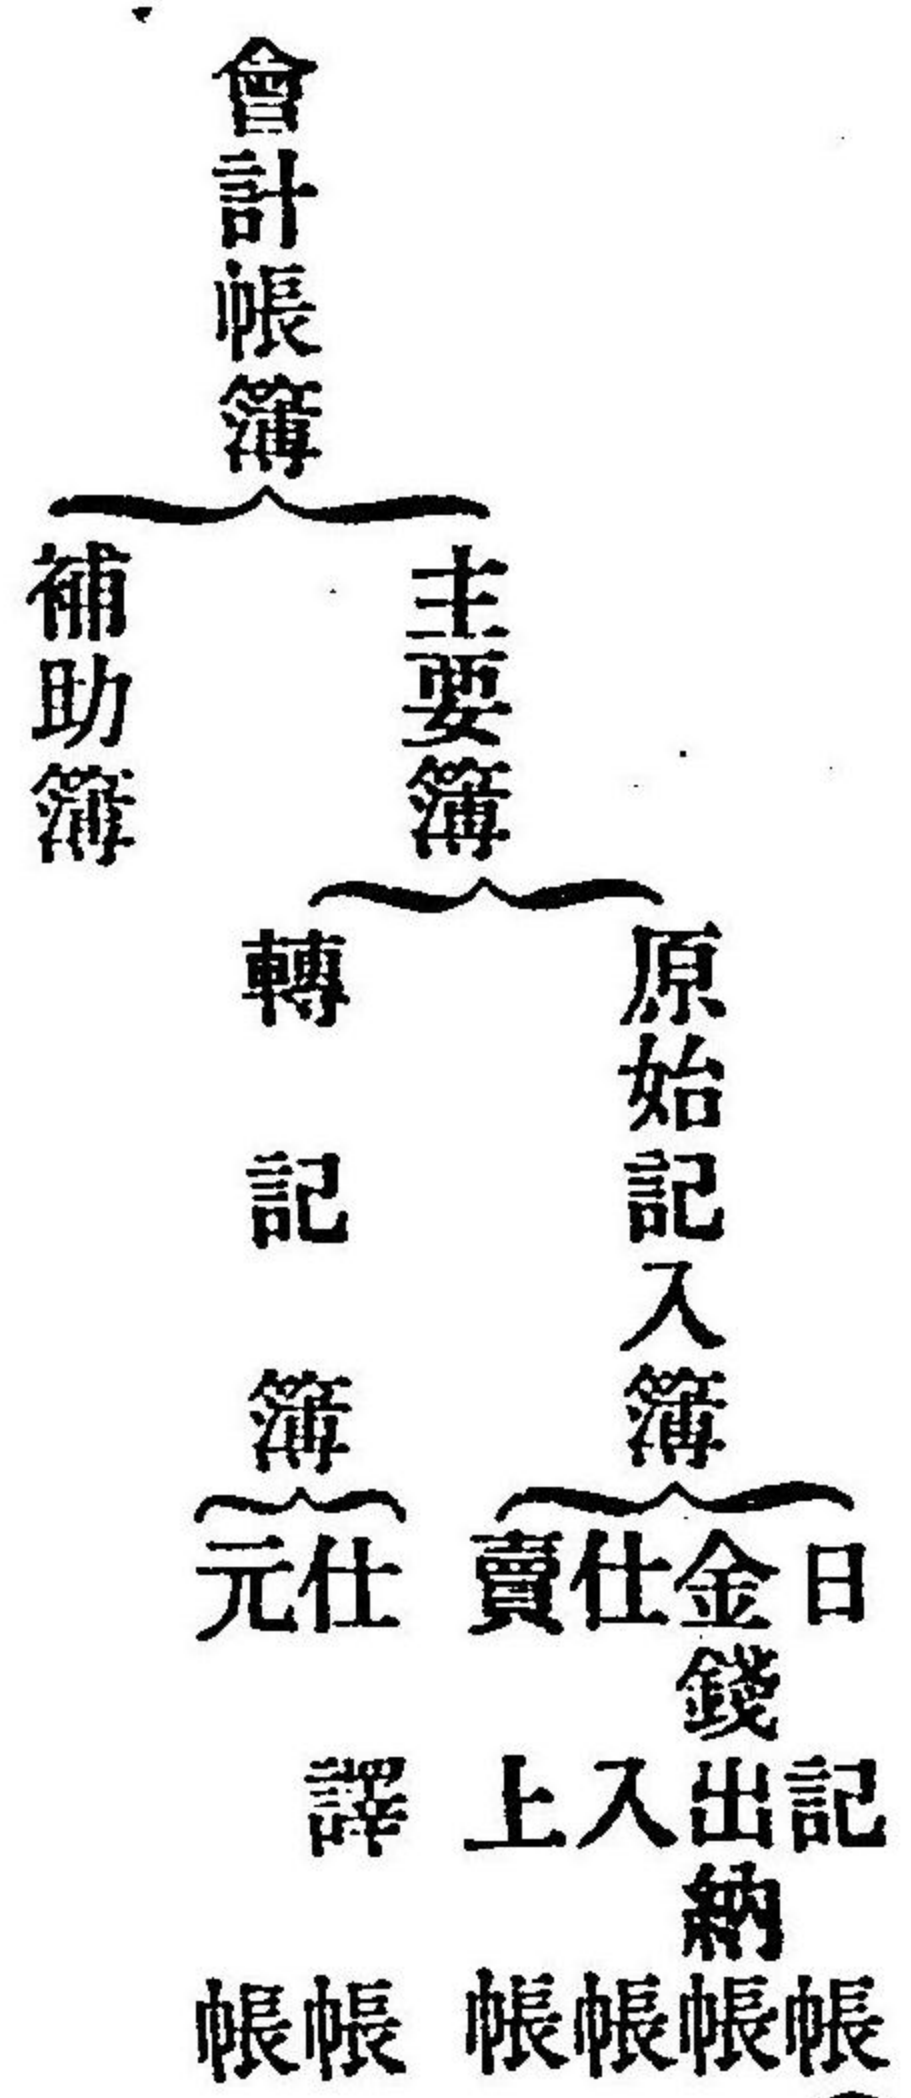 會計帳簿
主要簿
補助簿
原始記入簿
轉記簿
日記帳
金錢出納帳
仕入帳
賣上帳
仕譯帳
元帳